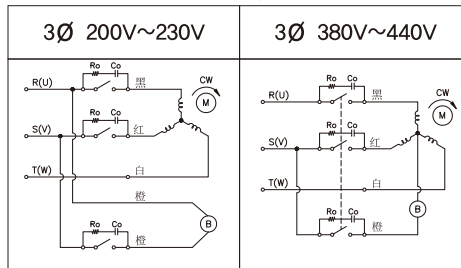 3Ø 200V～230V
Ro Co
R(U)
黑
CW
M
Ro Co
S(V)
红
T(W)
白
橙
B
Ro Co
橙
3Ø 380V～440V
Ro Co
R(U)
黑
CW
M
Ro Co
S(V)
红
T(W)
白
B
Ro Co
橙